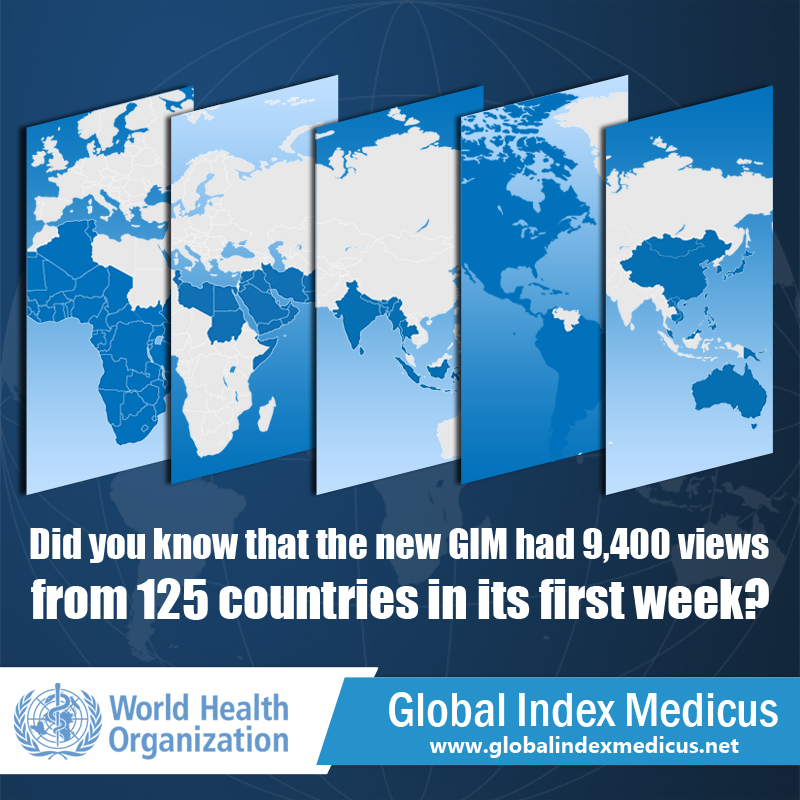 Did you know that the new GIM had 9,400 views
from 125 countries in its first week?
World Health
Organization
Global Index Medicus
www.globalindexmedicus.net